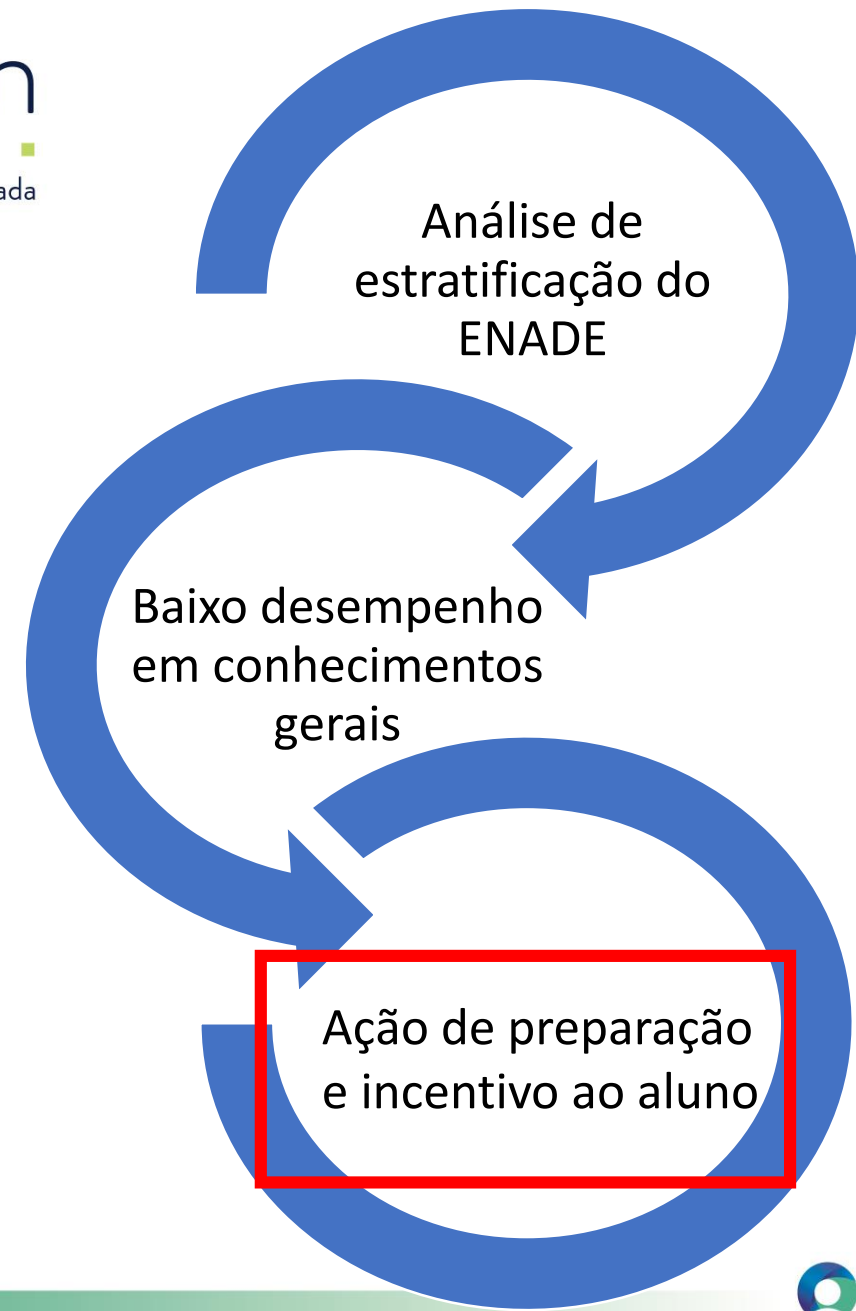 Análise de
estratificação do
ENADE
Baixo desempenho
em conhecimentos
gerais
Ação de preparação
e incentivo ao aluno